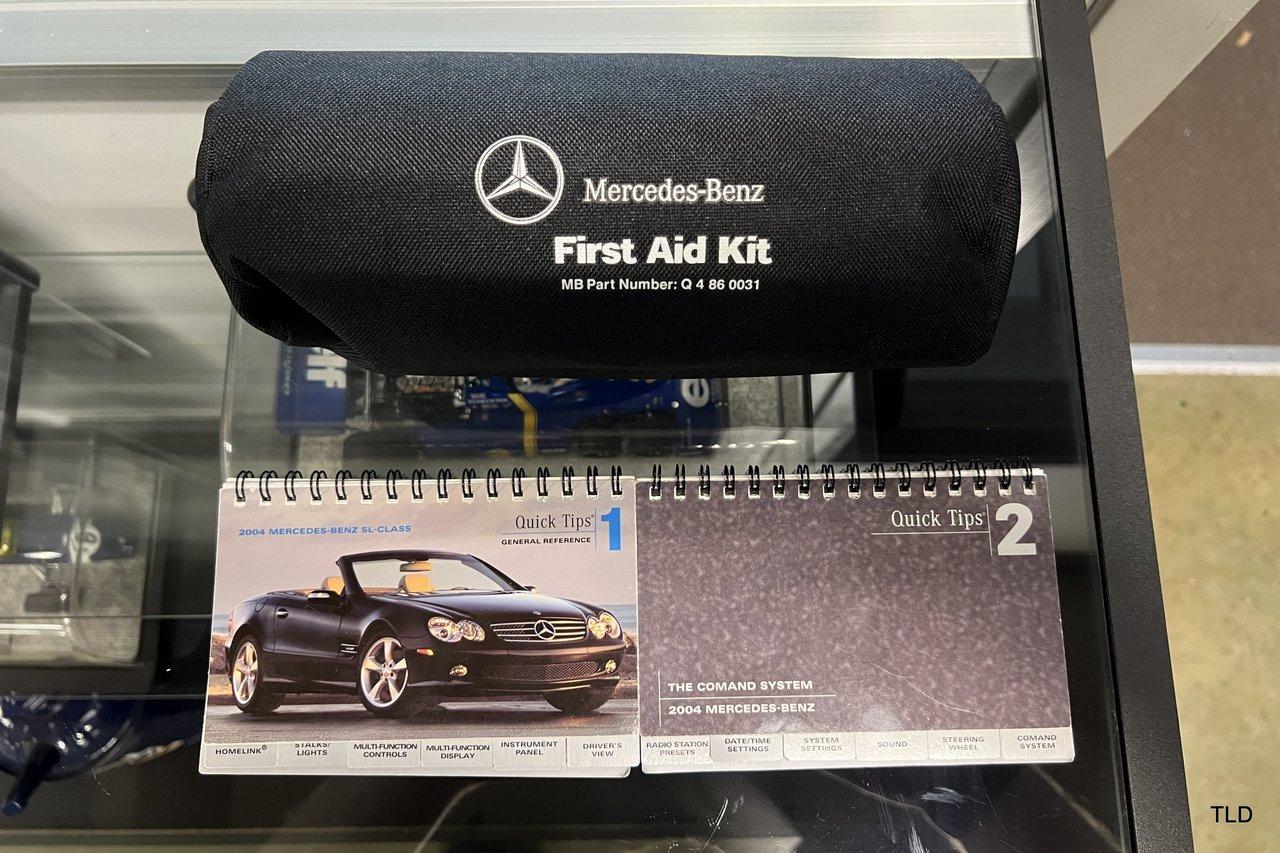 Mercedes-Benz
First Aid Kit
MB Part Number: Q 4 86 0031
elf
2004 MERCEDES-BENZ SL-CLASS
Quick Tips® 1
GENERAL REFERENCE
HOMELINK®
STALKS/
LIGHTS
MULTI-FUNCTION
CONTROLS
MULTI-FUNCTION
DISPLAY
INSTRUMENT
PANEL
DRIVER'S
VIEW
Quick Tips® 2
THE COMAND SYSTEM
2004 MERCEDES-BENZ
RADIO STATION
PRESETS
DATE/TIME
SETTINGS
SYSTEM
SETTINGS
SOUND
STEERING
WHEEL
COMAND
SYSTEM
TLD